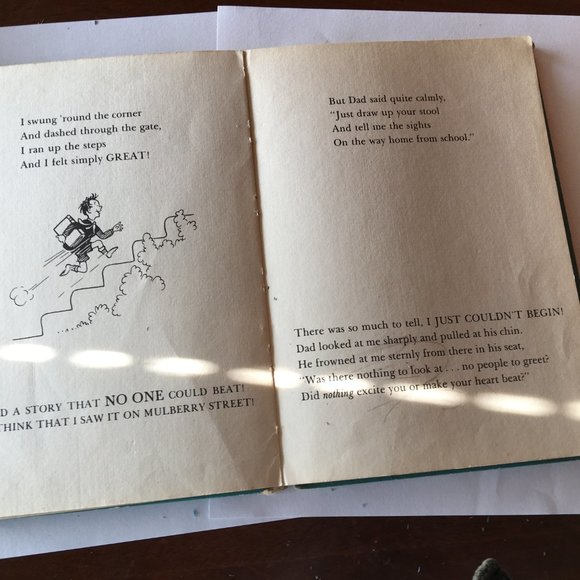 I swung 'round the corner
And dashed through the gate,
I ran up the steps
And I felt simply GREAT!
D A STORY THAT NO ONE COULD BEAT!
THINK THAT I SAW IT ON MULBERRY STREET!
But Dad said quite calmly,
"Just draw up your stool
And tell me the sights
On the way home from school."
There was so much to tell, I JUST COULDN'T BEGIN!
Dad looked at me sharply and pulled at his chin.
He frowned at me sternly from there in his seat,
"Was there nothing to look at . . . no people to greet?
Did nothing excite you or make your heart beat?"